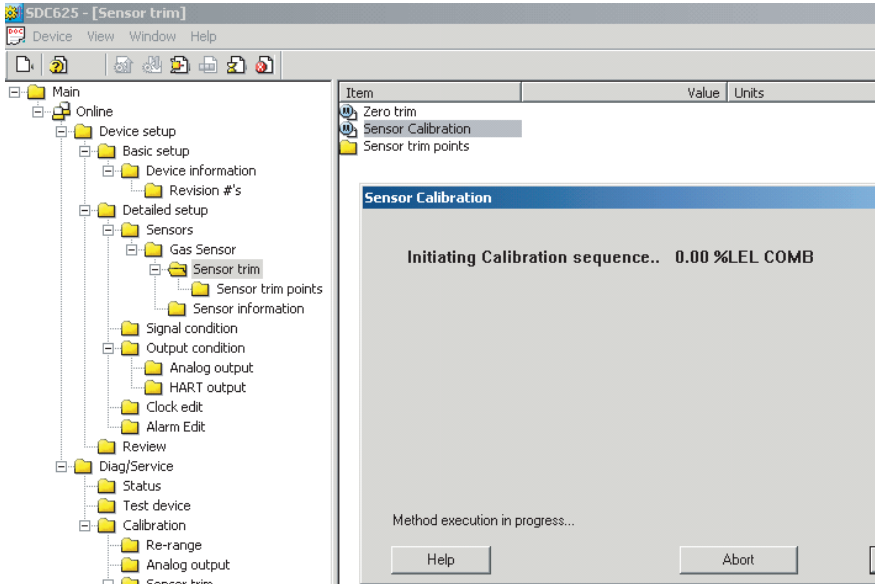 SDC625 - [Sensor trim]
Device View Window Help
Main
Online
Device setup
Basic setup
Device information
Revision #'s
Detailed setup
Sensors
Gas Sensor
Sensor trim
Sensor trim points
Sensor information
Signal condition
Output condition
Analog output
HART output
Clock edit
Alarm Edit
Review
Diag/Service
Status
Test device
Calibration
Re-range
Analog output
Sensor trim
Item Value Units
Zero trim
Sensor Calibration
Sensor trim points
Sensor Calibration
Initiating Calibration sequence.. 0.00 %LEL COMB
Method execution in progress...
Help Abort